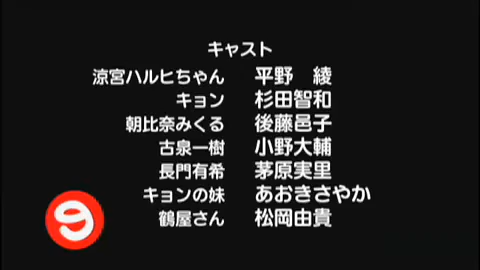 キャスト
涼宮ハルヒちゃん 平野 綾
キョン 杉田智和
朝比奈みくる 後藤邑子
古泉一樹 小野大輔
長門有希 茅原実里
キョンの妹 あおきさやか
鶴屋さん 松岡由貴